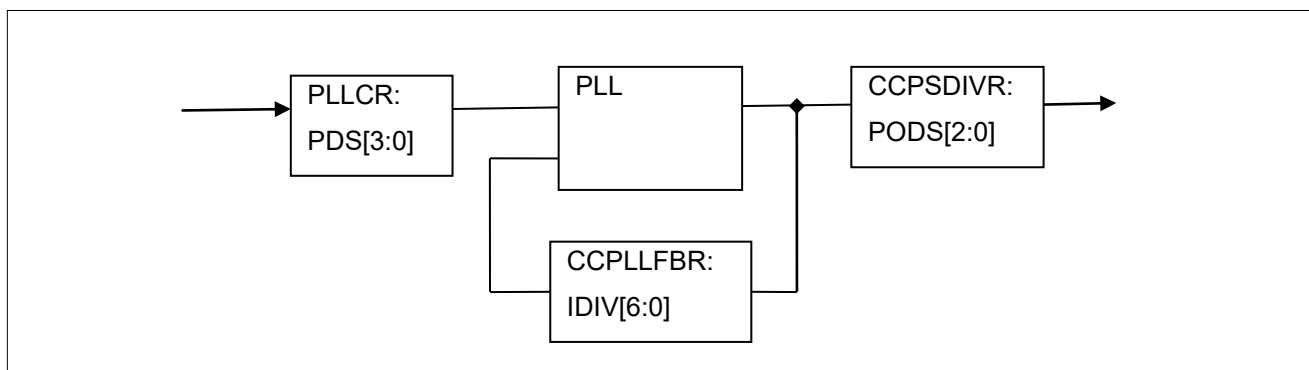 PLLCR:
PDS[3:0]
PLL
CCPSDIVR:
PODS[2:0]
CCPLLFBR:
IDIV[6:0]